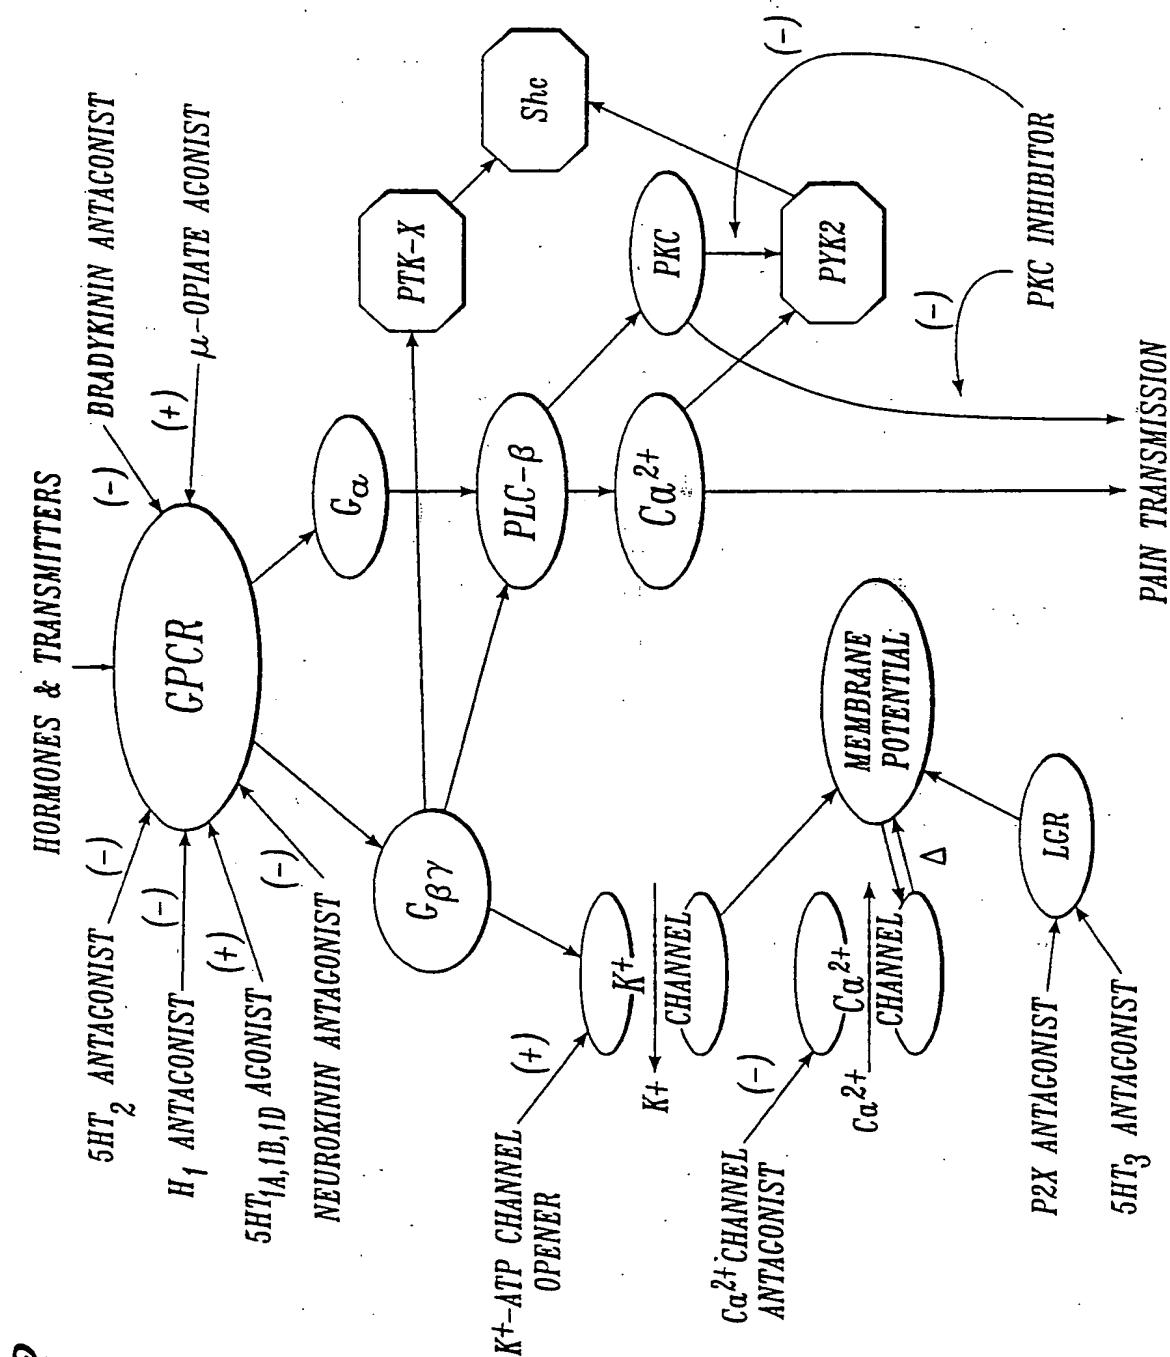 HORMONES & TRANSMITTERS
5HT2 ANTAGONIST
(-)
H1 ANTAGONIST
(-)
5HT1A,1B,1D AGONIST
(+)
NEUROKININ ANTAGONIST
(-)
GPCR
(-)
BRADYKININ ANTAGONIST
(+)
μ-OPIATE AGONIST
Gβγ
Gα
PTK-X
Shc
PLC-β
PKC
Ca2+
PYK2
(-)
(-)
PKC INHIBITOR
PAIN TRANSMISSION
K+-ATP CHANNEL
OPENER
(+)
K+
K+
CHANNEL
Ca2+ CHANNEL
ANTAGONIST
(-)
Ca2+
Ca2+
CHANNEL
Δ
MEMBRANE
POTENTIAL
LGR
P2X ANTAGONIST
5HT3 ANTAGONIST